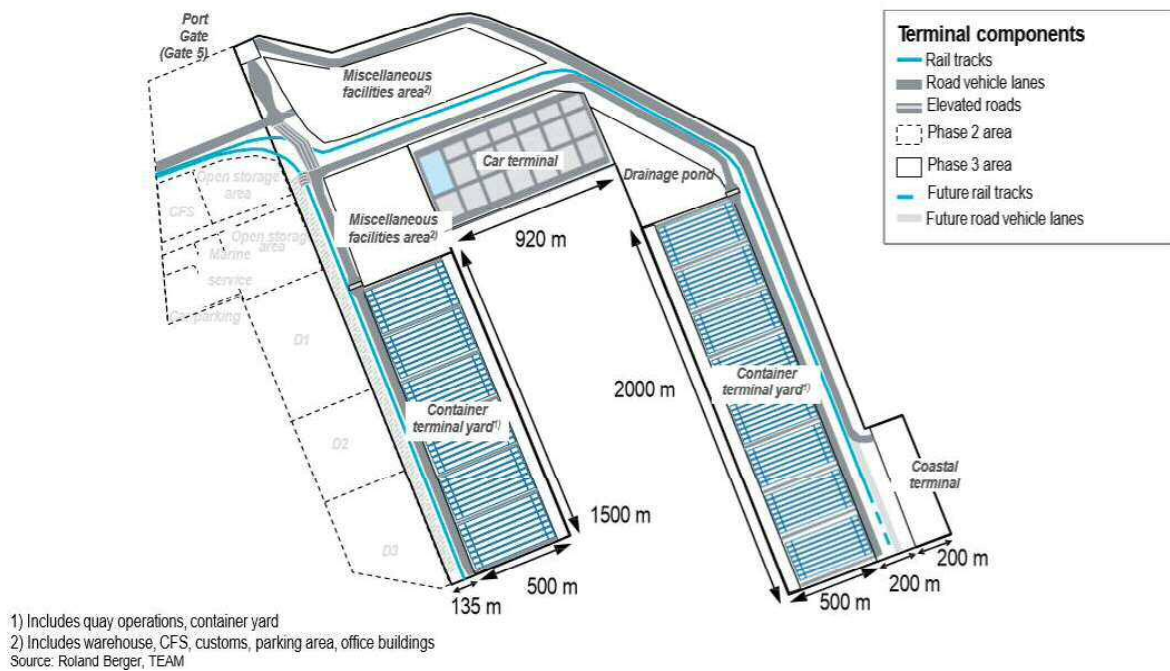 Port
Gate
(Gate 5)
Miscellaneous
facilities area2)
Car terminal
Drainage pond
Open storage
area
CFS
Open storage
area
Marine
service
Car parking
Miscellaneous
facilities area2)
920 m
D1
D2
D3
Container
terminal yard1)
2000 m
Container
terminal yard1)
Coastal
terminal
1500 m
500 m
135 m
500 m
200 m
200 m
Terminal components
Rail tracks
Road vehicle lanes
Elevated roads
Phase 2 area
Phase 3 area
Future rail tracks
Future road vehicle lanes
1) Includes quay operations, container yard
2) Includes warehouse, CFS, customs, parking area, office buildings
Source: Roland Berger, TEAM